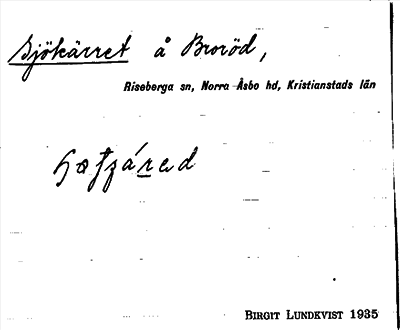 Sjökärret å Broröd,
Riseberga sn, Norra Åsbo hd, Kristianstads län
BIRGIT LUNDKVIST 1935